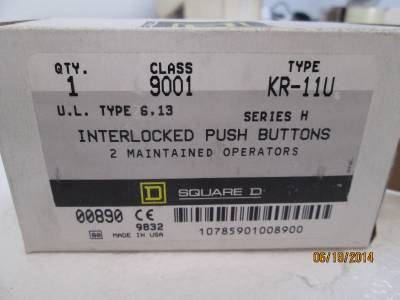 QTY. CLASS TYPE
1 9001 KR-11U
U.L. TYPE 6,13 SERIES H
INTERLOCKED PUSH BUTTONS
2 MAINTAINED OPERATORS
D SQUARE D
00890 CE
9832
MADE IN USA
10785901008900
06/19/2014